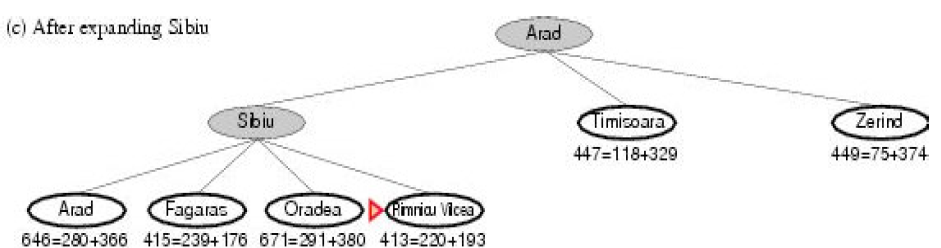 (c) After expanding Sibiu
Arad
Sibiu
Timisoara
Zerind
447=118+329
449=75+374
Arad
Fagaras
Oradea
Rimnicu Vilcea
646=280+366
415=239+176
671=291+380
413=220+193